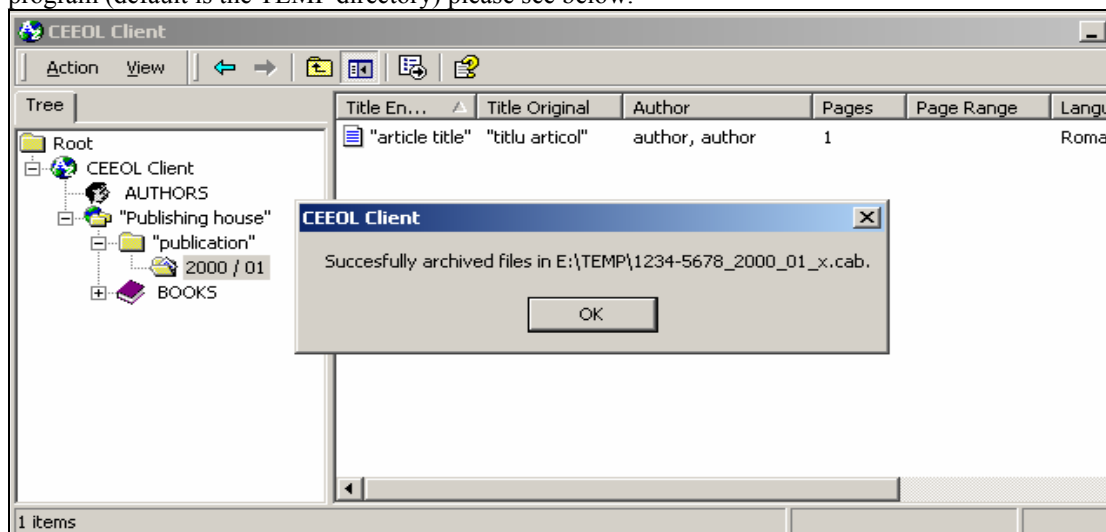 program (default is the TEMP directory) please see below:
CEEOL Client
Action View
Tree
Title En... Title Original Author Pages Page Range Langu
Root
CEEOL Client
AUTHORS
"Publishing house"
"publication"
2000 / 01
BOOKS
"article title" "titlu articol" author, author 1 Roma
CEEOL Client
Succesfully archived files in E:\TEMP\1234-5678_2000_01_x.cab.
OK
1 items